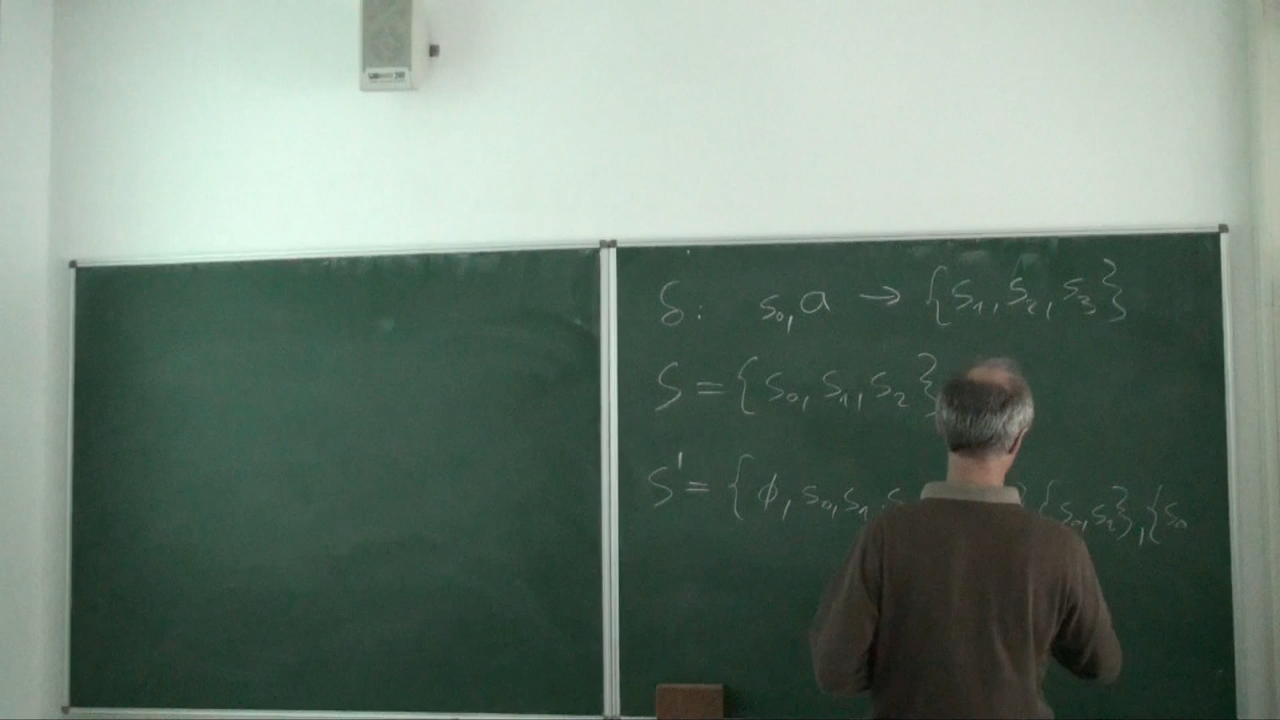 δ: s₀, a → {s₁, s₂, s₃}
S = {s₀, s₁, s₂}
S' = {ϕ, s₀, s₁, {s₀, s₂}, {s₀